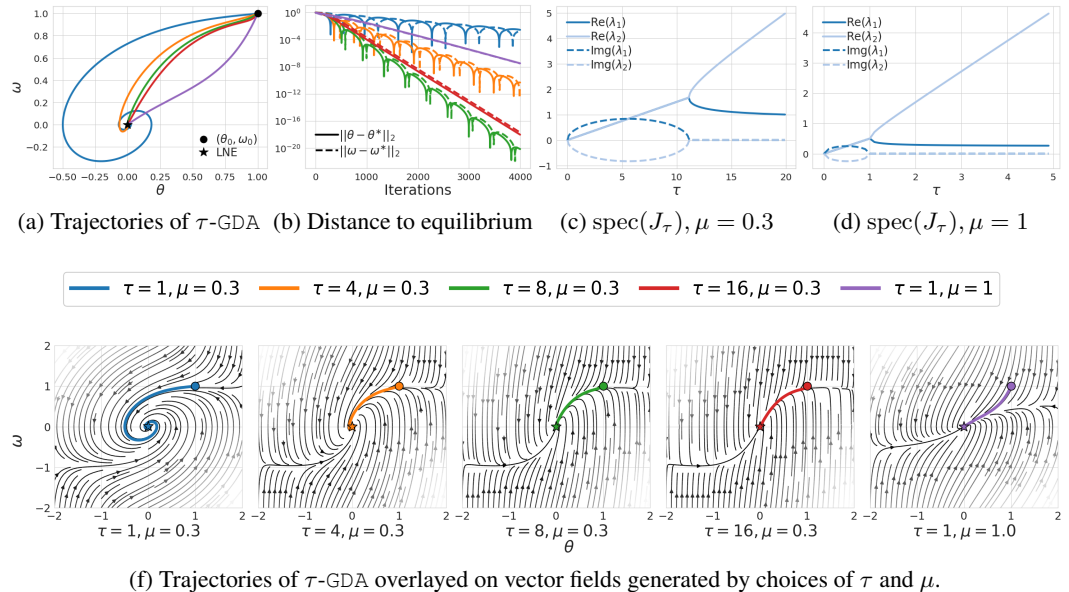 1.0
0.8
0.6
0.4
0.2
0.0
−0.2
ω
−0.50 −0.25 0.00 0.25 0.50 0.75 1.00
θ
(θ₀, ω₀)
LNE
10⁰
10⁻⁴
10⁻⁸
10⁻¹²
10⁻¹⁶
10⁻²⁰
||θ − θ*||₂
||ω − ω*||₂
0 1000 2000 3000 4000
Iterations
5
4
3
2
1
0
−1
Re(λ₁)
Re(λ₂)
Img(λ₁)
Img(λ₂)
0 5 10 15 20
τ
4
3
2
1
0
Re(λ₁)
Re(λ₂)
Img(λ₁)
Img(λ₂)
0 1 2 3 4 5
τ
(a) Trajectories of τ-GDA (b) Distance to equilibrium (c) spec(J_τ), μ = 0.3 (d) spec(J_τ), μ = 1
τ = 1, μ = 0.3 τ = 4, μ = 0.3 τ = 8, μ = 0.3 τ = 16, μ = 0.3 τ = 1, μ = 1
2
1
0
−1
−2
ω
−2 −1 0 1 2 −2 −1 0 1 2 −2 −1 0 1 2 −2 −1 0 1 2 −2 −1 0 1 2
τ = 1, μ = 0.3 τ = 4, μ = 0.3 τ = 8, μ = 0.3 τ = 16, μ = 0.3 τ = 1, μ = 1.0
θ
(f) Trajectories of τ-GDA overlayed on vector fields generated by choices of τ and μ.